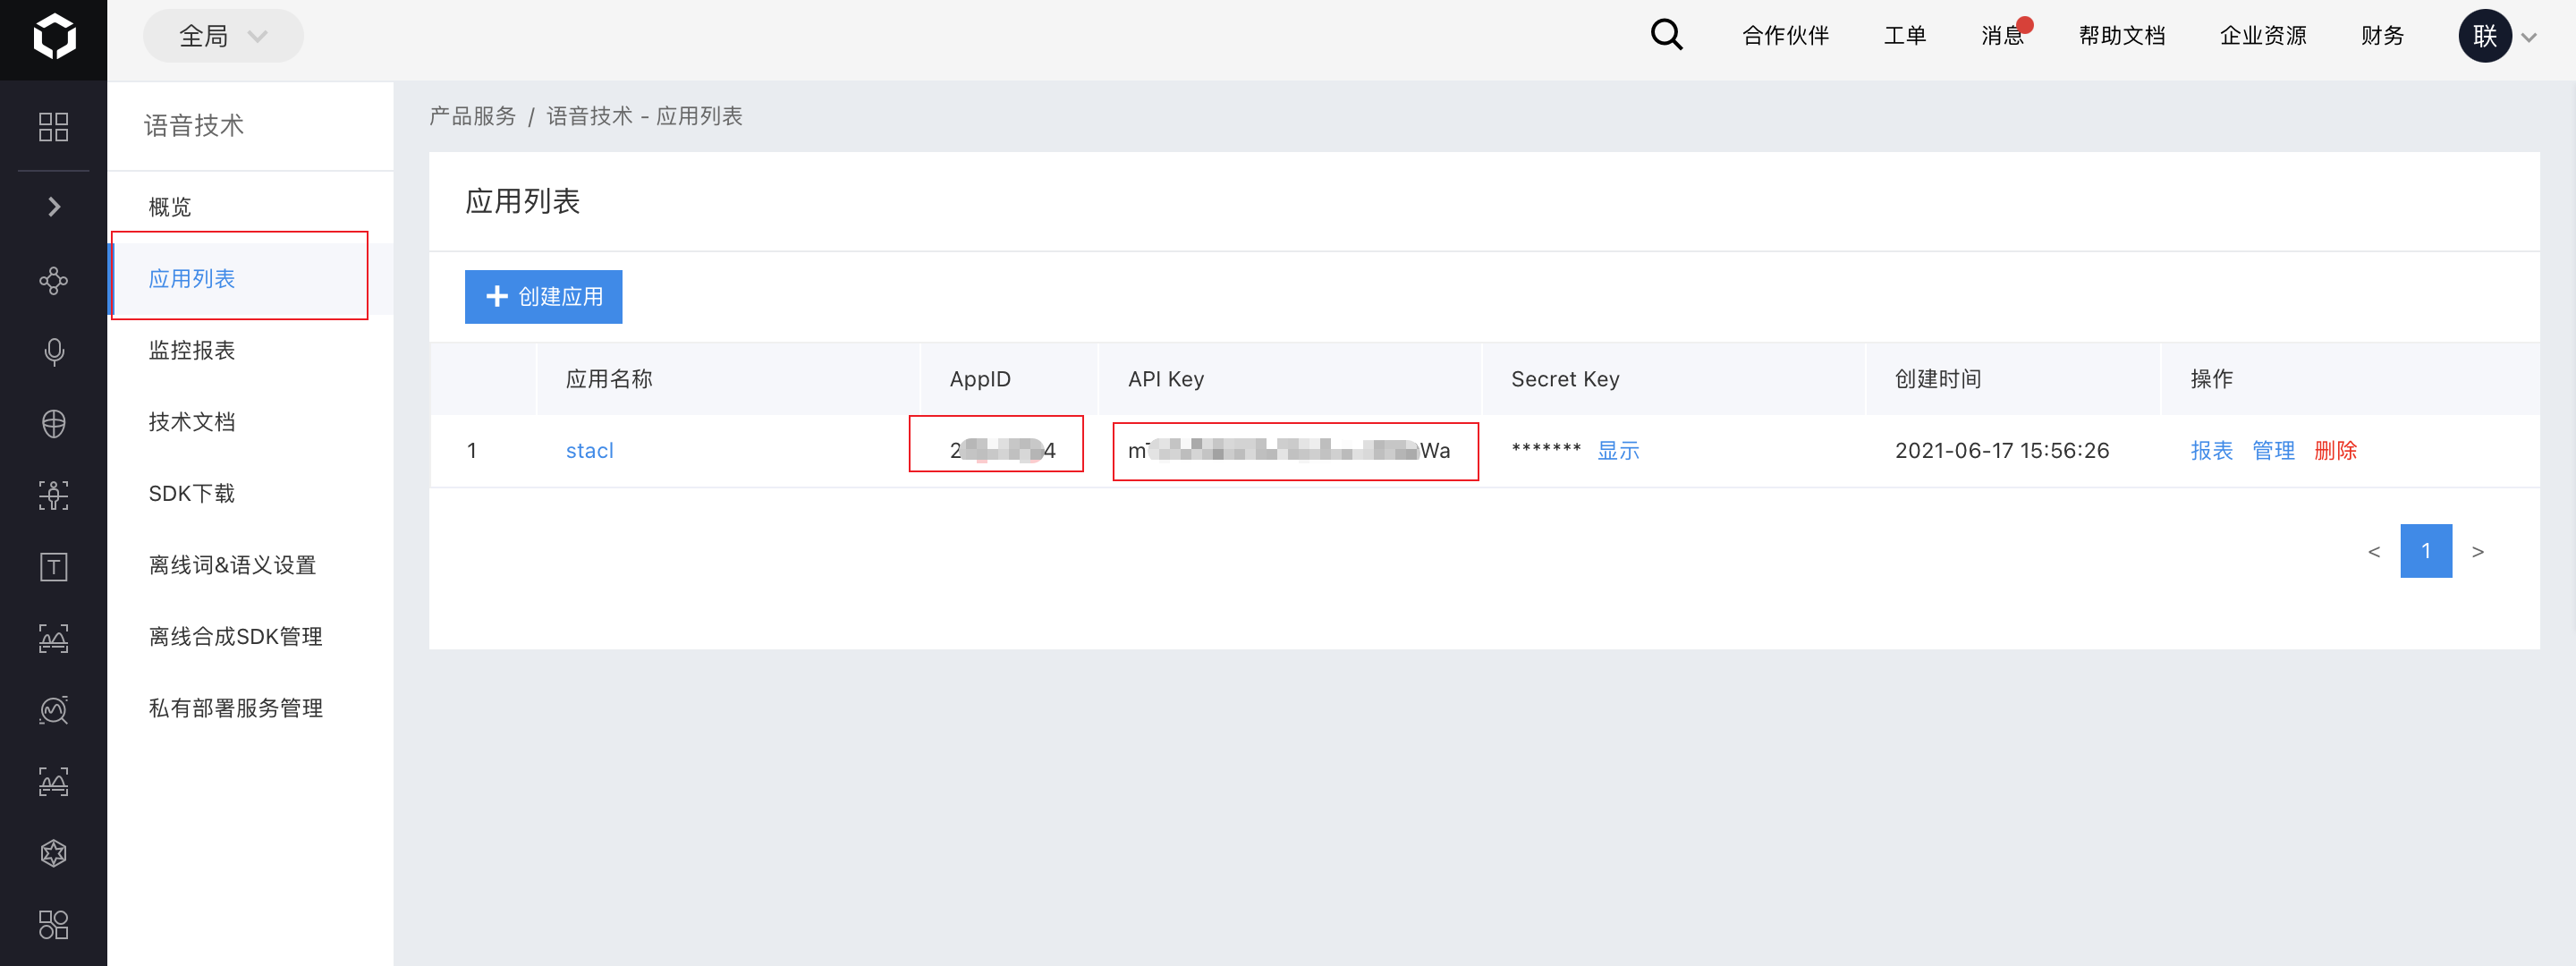 全局
合作伙伴 工单 消息 帮助文档 企业资源 财务 联
语音技术
概览
应用列表
监控报表
技术文档
SDK下载
离线词&语义设置
离线合成SDK管理
私有部署服务管理
产品服务 / 语音技术 - 应用列表
应用列表
创建应用
应用名称 AppID API Key Secret Key 创建时间 操作
1 stacl 2 4 m Wa ******* 显示 2021-06-17 15:56:26 报表 管理 删除
< 1 >